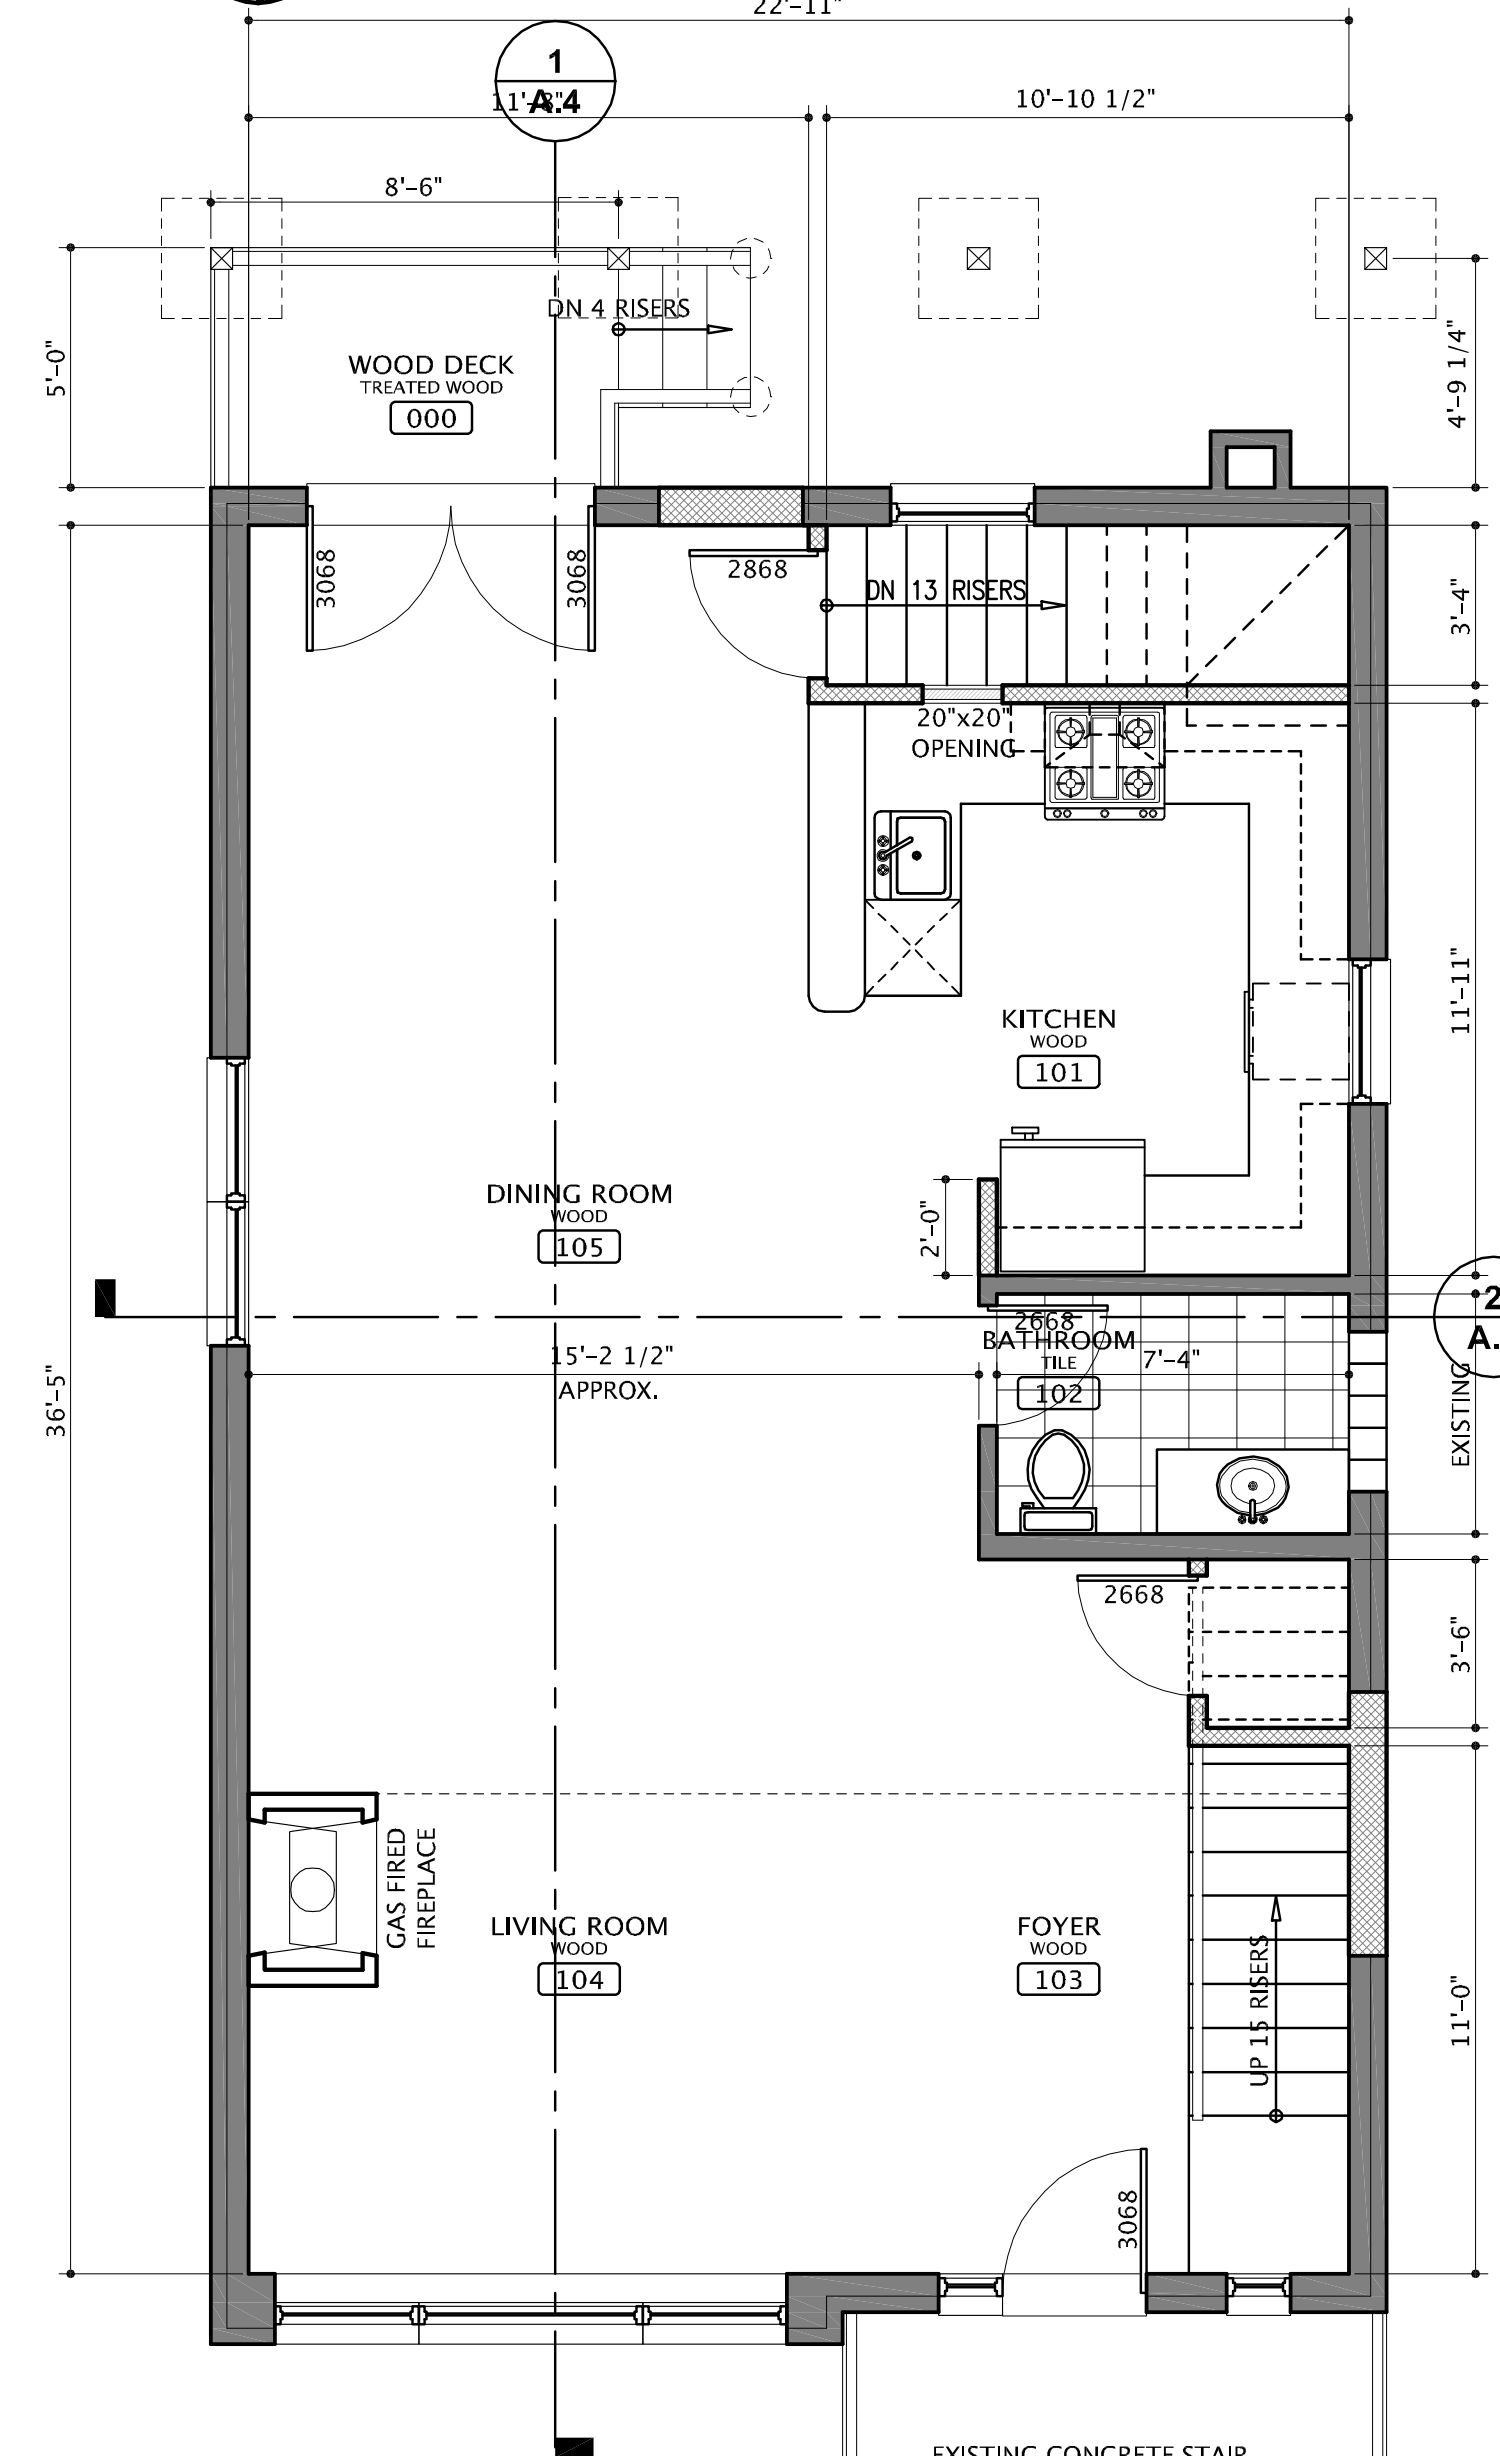 22'-11"
1
A.4
11'-8"
10'-10 1/2"
8'-6"
DN 4 RISERS
5'-0"
WOOD DECK
TREATED WOOD
000
4'-9 1/4"
3068
3068
2868
DN 13 RISERS
3'-4"
20"x20"
OPENING
KITCHEN
WOOD
101
11'-11"
DINING ROOM
WOOD
105
2'-0"
2
A.
2668
BATHROOM
TILE
102
15'-2 1/2"
APPROX.
7'-4"
EXISTING
36'-5"
2668
3'-6"
GAS FIRED
FIREPLACE
LIVING ROOM
WOOD
104
FOYER
WOOD
103
UP 15 RISERS
11'-0"
3068
EXISTING CONCRETE STAIR